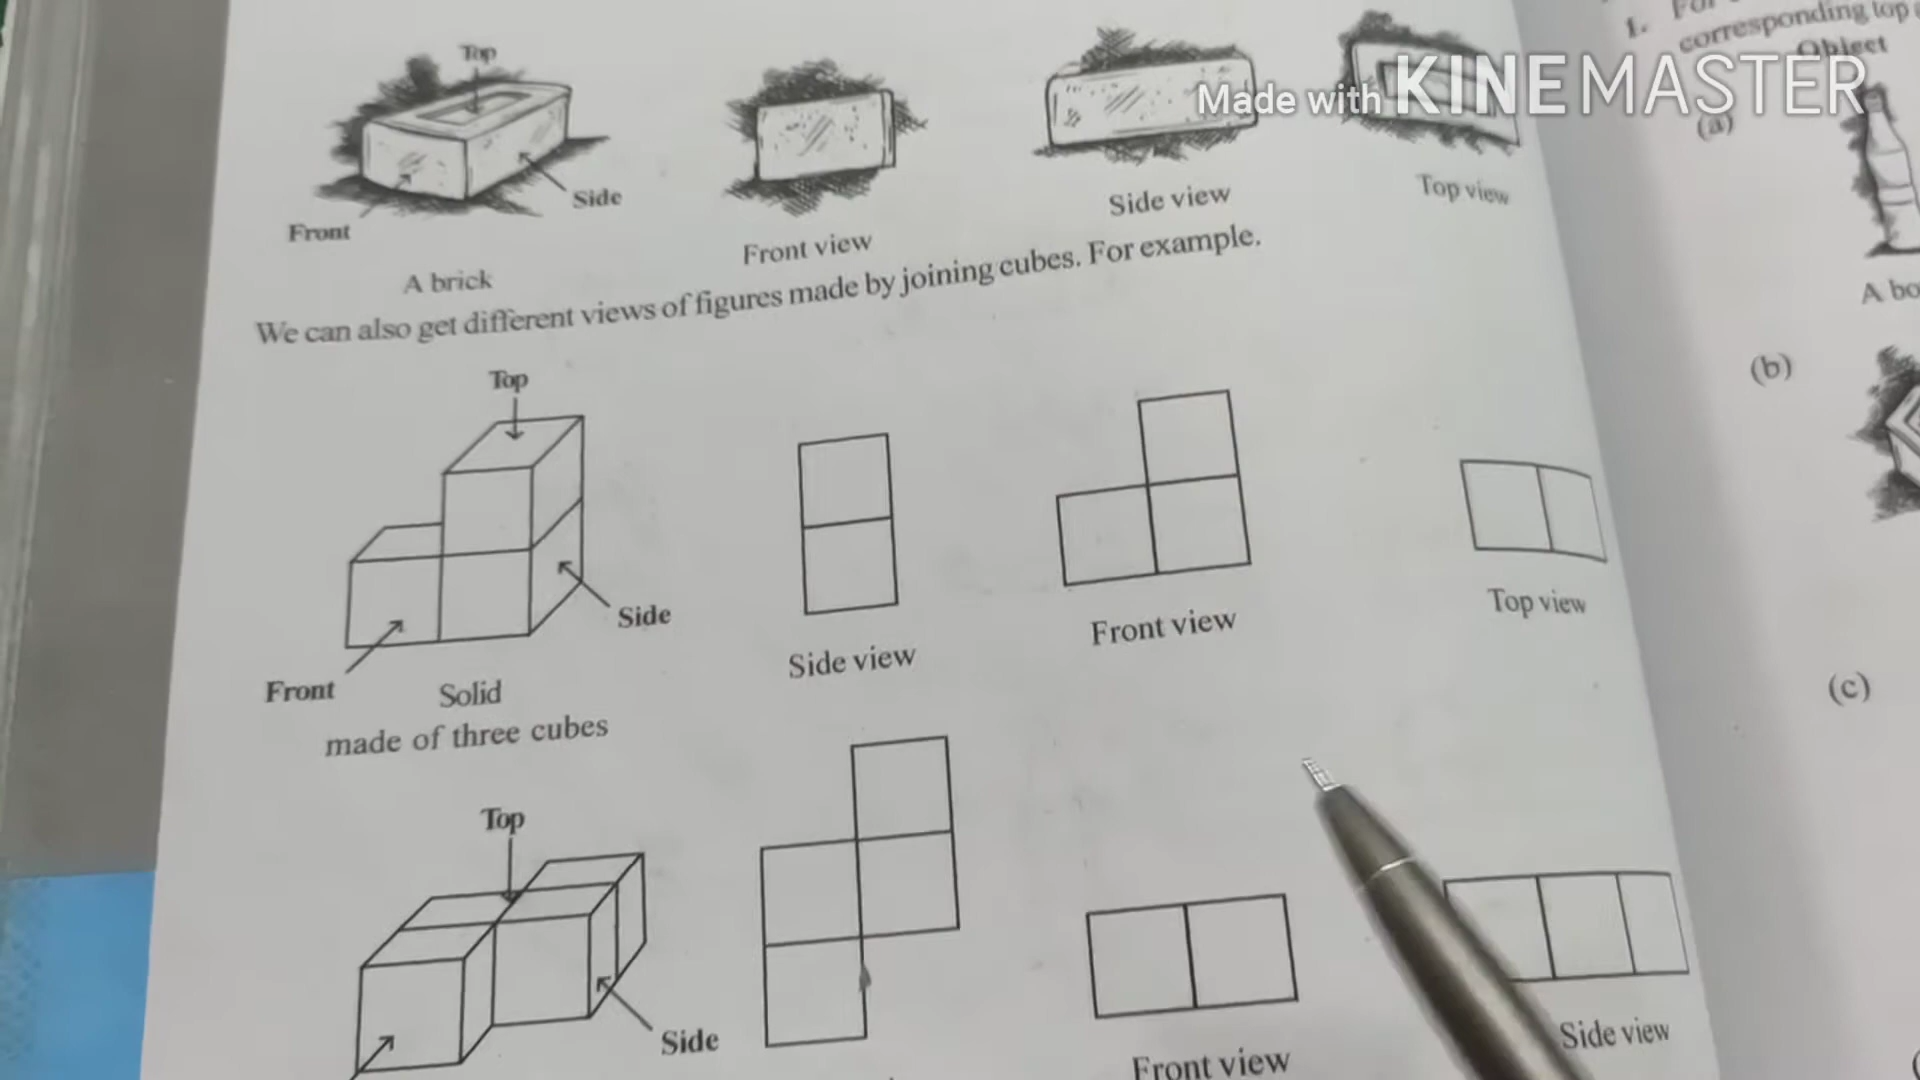 1.
corresponding top
Object
Made with KINEMASTER
(a)
Top
Side
Front
A brick
Front view
Side view
Top view
We can also get different views of figures made by joining cubes. For example.
A
(b)
Top
Side
Front
Solid
made of three cubes
Side view
Front view
Top view
(c)
Top
Side
Front view
Side view